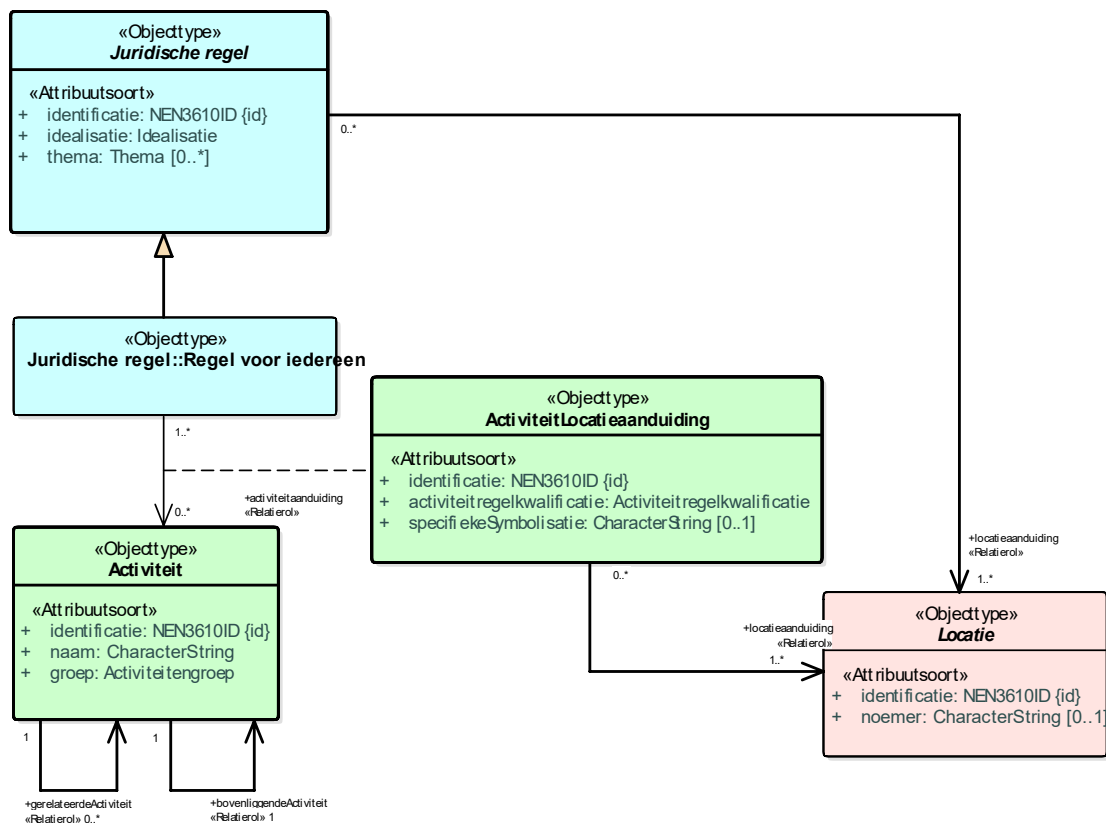 «Objecttype»
Juridische regel
«Attribuutsoort»
+ identificatie: NEN3610ID {id}
+ idealisatie: Idealisatie
+ thema: Thema [0..*]
0..*
«Objecttype»
Juridische regel::Regel voor iedereen
1..*
«Objecttype»
ActiviteitLocatieaanduiding
«Attribuutsoort»
+ identificatie: NEN3610ID {id}
+ activiteitregelkwalificatie: Activiteitregelkwalificatie
+ specifiekeSymbolisatie: CharacterString [0..1]
+activiteitaanduiding
«Relatierol»
0..*
«Objecttype»
Activiteit
«Attribuutsoort»
+ identificatie: NEN3610ID {id}
+ naam: CharacterString
+ groep: Activiteitengroep
0..*
+locatieaanduiding
«Relatierol»
1..*
+locatieaanduiding
«Relatierol»
1..*
«Objecttype»
Locatie
«Attribuutsoort»
+ identificatie: NEN3610ID {id}
+ noemer: CharacterString [0..1]
1
1
+gerelateerdeActiviteit
«Relatierol» 0..*
+bovenliggendeActiviteit
«Relatierol» 1